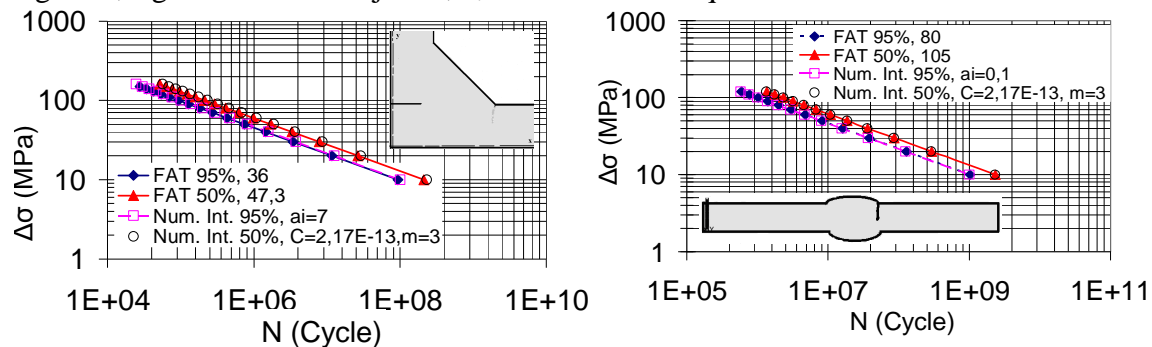 1000
100
10
1
Δσ (MPa)
FAT 95%, 36
FAT 50%, 47,3
Num. Int. 95%, ai=7
Num. Int. 50%, C=2,17E-13,m=3
1E+04 1E+06 1E+08 1E+10
N (Cycle)
1000
100
10
1
Δσ (MPa)
FAT 95%, 80
FAT 50%, 105
Num. Int. 95%, ai=0,1
Num. Int. 50%, C=2,17E-13, m=3
1E+05 1E+07 1E+09 1E+11
N (Cycle)